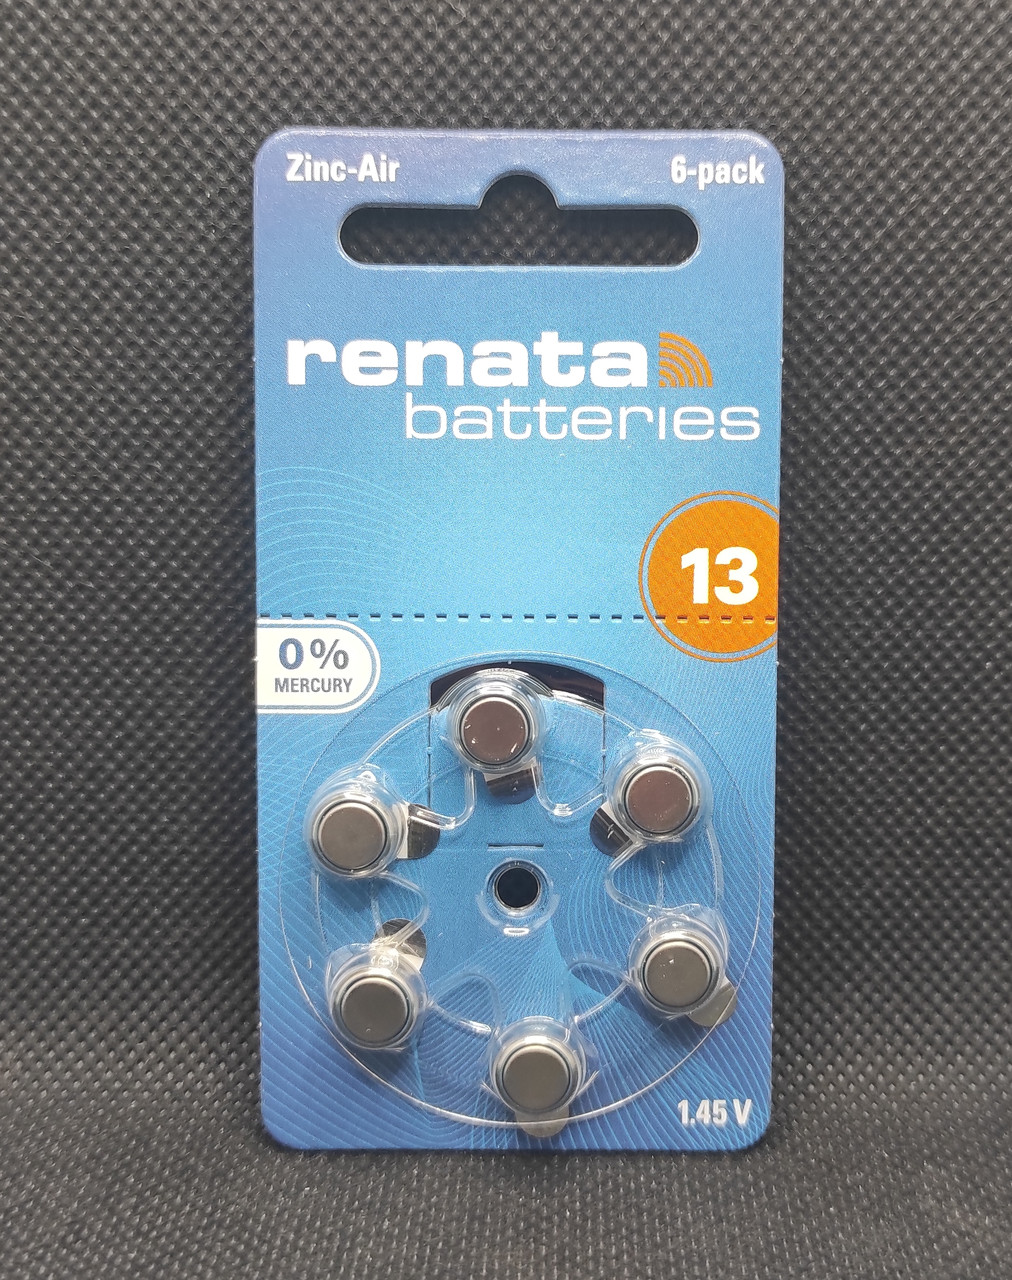 Zinc-Air 6-pack
renata
batteries
13
0%
MERCURY
1.45 V